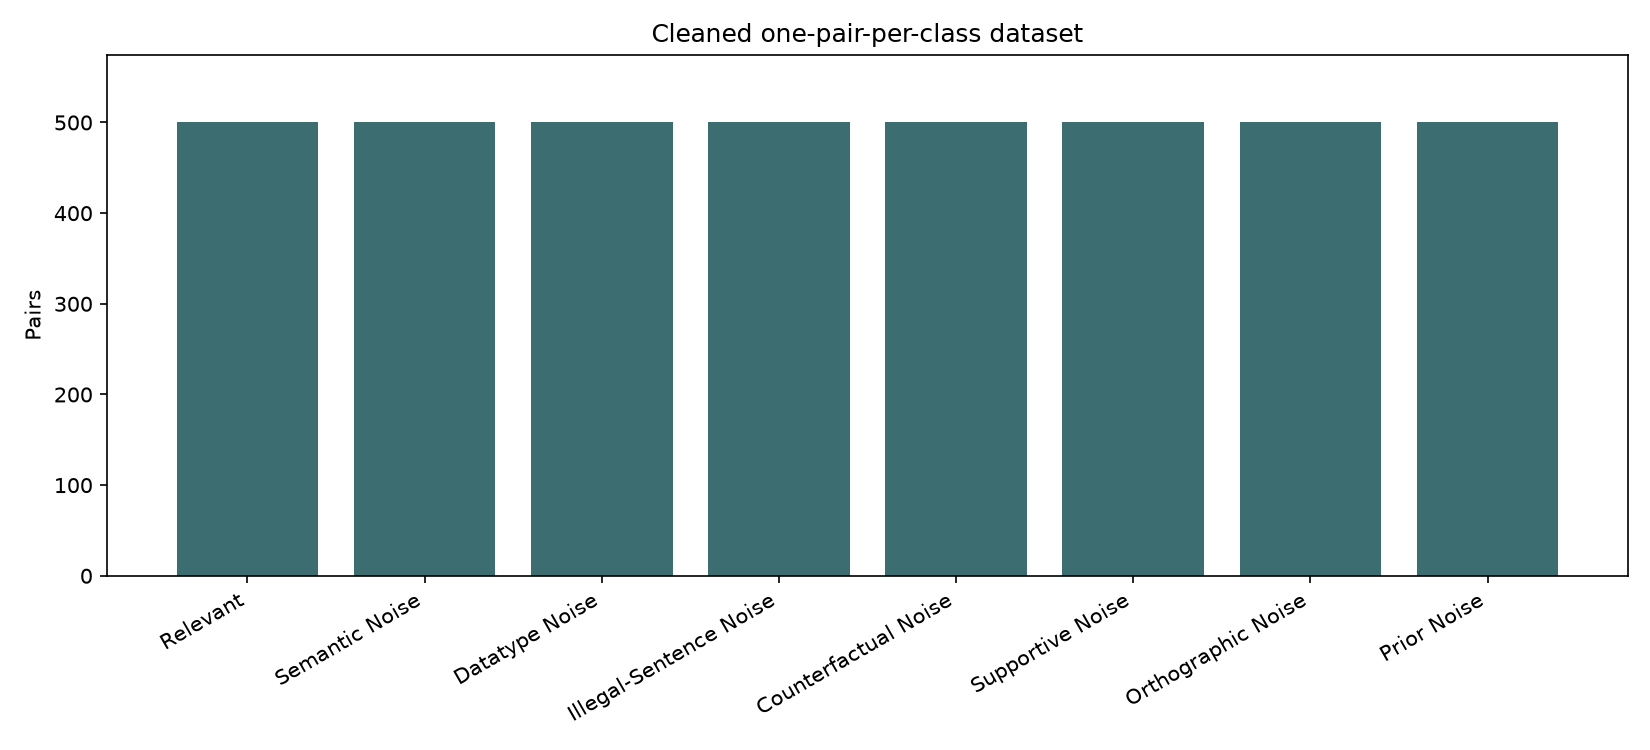 Cleaned one-pair-per-class dataset
Pairs
500
400
300
200
100
0
Relevant
Semantic Noise
Datatype Noise
Illegal-Sentence Noise
Counterfactual Noise
Supportive Noise
Orthographic Noise
Prior Noise